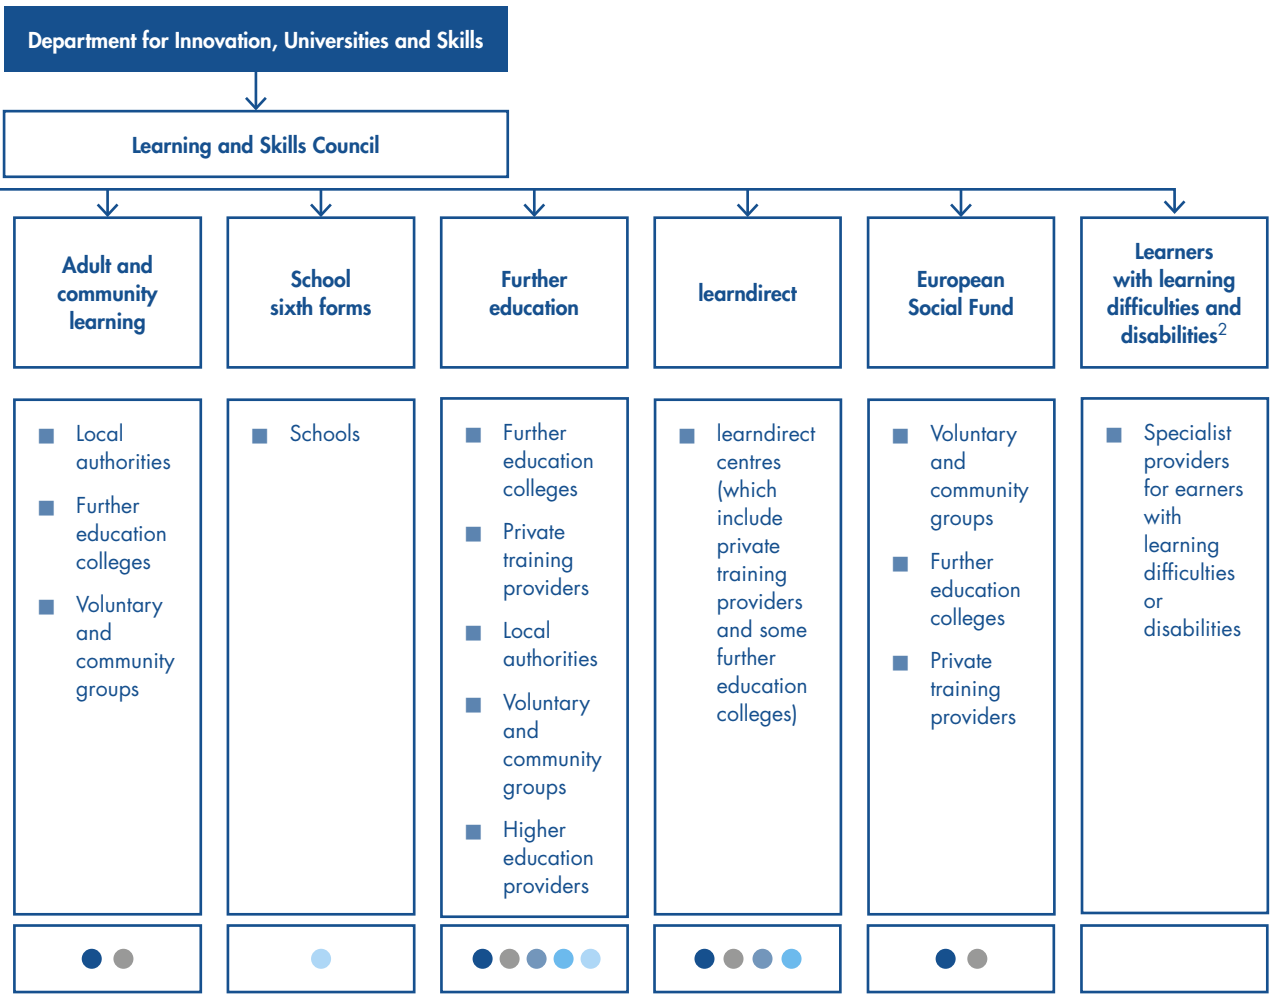 Department for Innovation, Universities and Skills
Learning and Skills Council
Adult and
community
learning
School
sixth forms
Further
education
learndirect
European
Social Fund
Learners
with learning
difficulties and
disabilities2
Local
authorities
Further
education
colleges
Voluntary
and
community
groups
Schools
Further
education
colleges
Private
training
providers
Local
authorities
Voluntary
and
community
groups
Higher
education
providers
learndirect
centres
(which
include
private
training
providers
and some
further
education
colleges)
Voluntary
and
community
groups
Further
education
colleges
Private
training
providers
Specialist
providers
for earners
with
learning
difficulties
or
disabilities